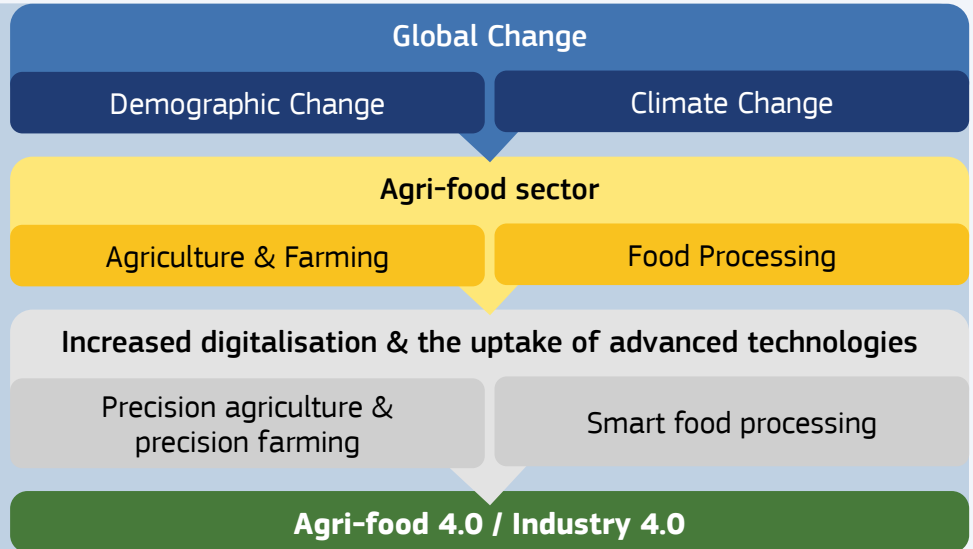 Global Change
Demographic Change
Climate Change
Agri-food sector
Agriculture & Farming
Food Processing
Increased digitalisation & the uptake of advanced technologies
Precision agriculture &
precision farming
Smart food processing
Agri-food 4.0 / Industry 4.0